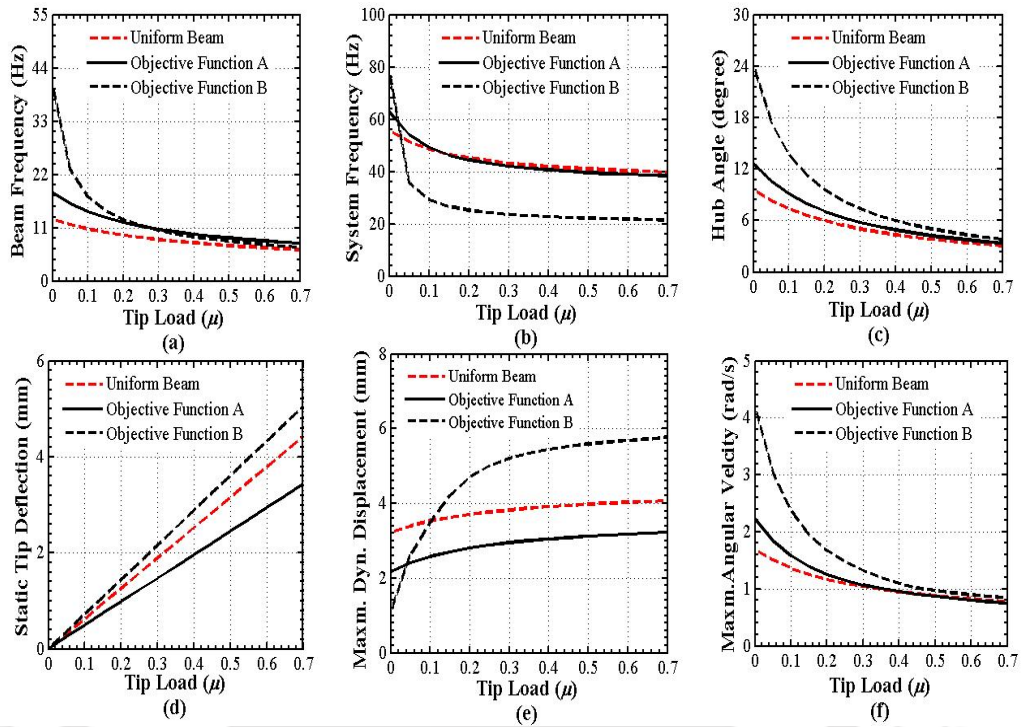 Beam Frequency (Hz)
55
44
33
22
11
0
Uniform Beam
Objective Function A
Objective Function B
0 0.1 0.2 0.3 0.4 0.5 0.6 0.7
Tip Load (μ)
(a)
System Frequency (Hz)
100
80
60
40
20
0
Uniform Beam
Objective Function A
Objective Function B
0 0.1 0.2 0.3 0.4 0.5 0.6 0.7
Tip Load (μ)
(b)
Hub Angle (degree)
30
24
18
12
6
0
Uniform Beam
Objective Function A
Objective Function B
0 0.1 0.2 0.3 0.4 0.5 0.6 0.7
Tip Load (μ)
(c)
Static Tip Deflection (mm)
6
4
2
0
Uniform Beam
Objective Function A
Objective Function B
0 0.1 0.2 0.3 0.4 0.5 0.6 0.7
Tip Load (μ)
(d)
Maxm. Dyn. Displacement (mm)
8
6
4
2
0
Uniform Beam
Objective Function A
Objective Function B
0 0.1 0.2 0.3 0.4 0.5 0.6 0.7
Tip Load (μ)
(e)
Maxm.Angular Velcity (rad/s)
5
4
3
2
1
0
Uniform Beam
Objective Function A
Objective Function B
0 0.1 0.2 0.3 0.4 0.5 0.6 0.7
Tip Load (μ)
(f)